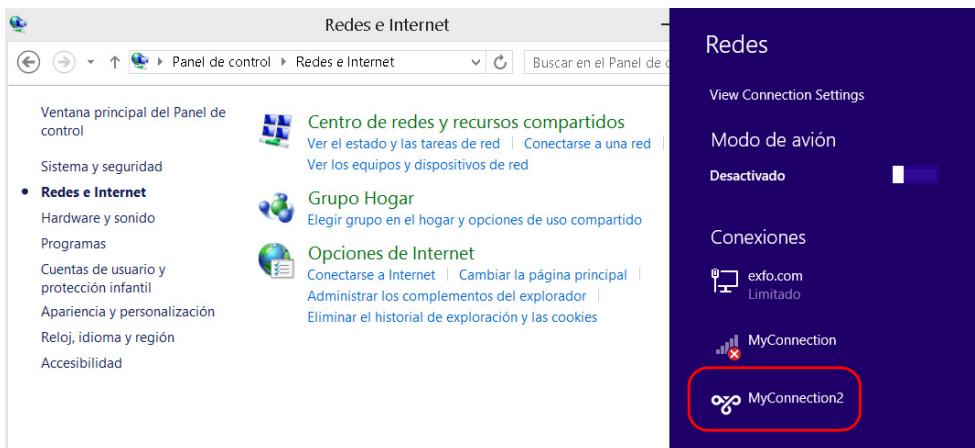 Redes e Internet
Panel de control Redes e Internet
Buscar en el Panel de
Ventana principal del Panel de
control
Sistema y seguridad
Redes e Internet
Hardware y sonido
Programas
Cuentas de usuario y
protección infantil
Apariencia y personalización
Reloj, idioma y región
Accesibilidad
Centro de redes y recursos compartidos
Ver el estado y las tareas de red Conectarse a una red
Ver los equipos y dispositivos de red
Grupo Hogar
Elegir grupo en el hogar y opciones de uso compartido
Opciones de Internet
Conectarse a Internet Cambiar la página principal
Administrar los complementos del explorador
Eliminar el historial de exploración y las cookies
Redes
View Connection Settings
Modo de avión
Desactivado
Conexiones
exfo.com
Limitado
MyConnection
MyConnection2